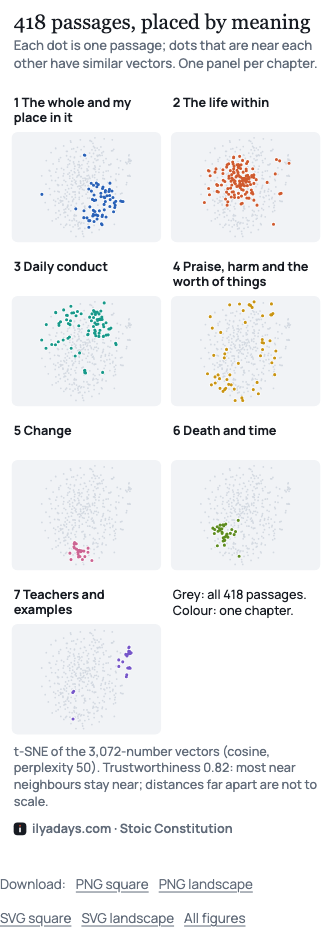 418 passages, placed by meaning
Each dot is one passage; dots that are near each
other have similar vectors. One panel per chapter.
1 The whole and my
place in it
2 The life within
3 Daily conduct
4 Praise, harm and the
worth of things
5 Change
6 Death and time
7 Teachers and
examples
Grey: all 418 passages.
Colour: one chapter.
t-SNE of the 3,072-number vectors (cosine,
perplexity 50). Trustworthiness 0.82: most near
neighbours stay near; distances far apart are not to
scale.
ilyadays.com · Stoic Constitution
Download: PNG square PNG landscape
SVG square SVG landscape All figures